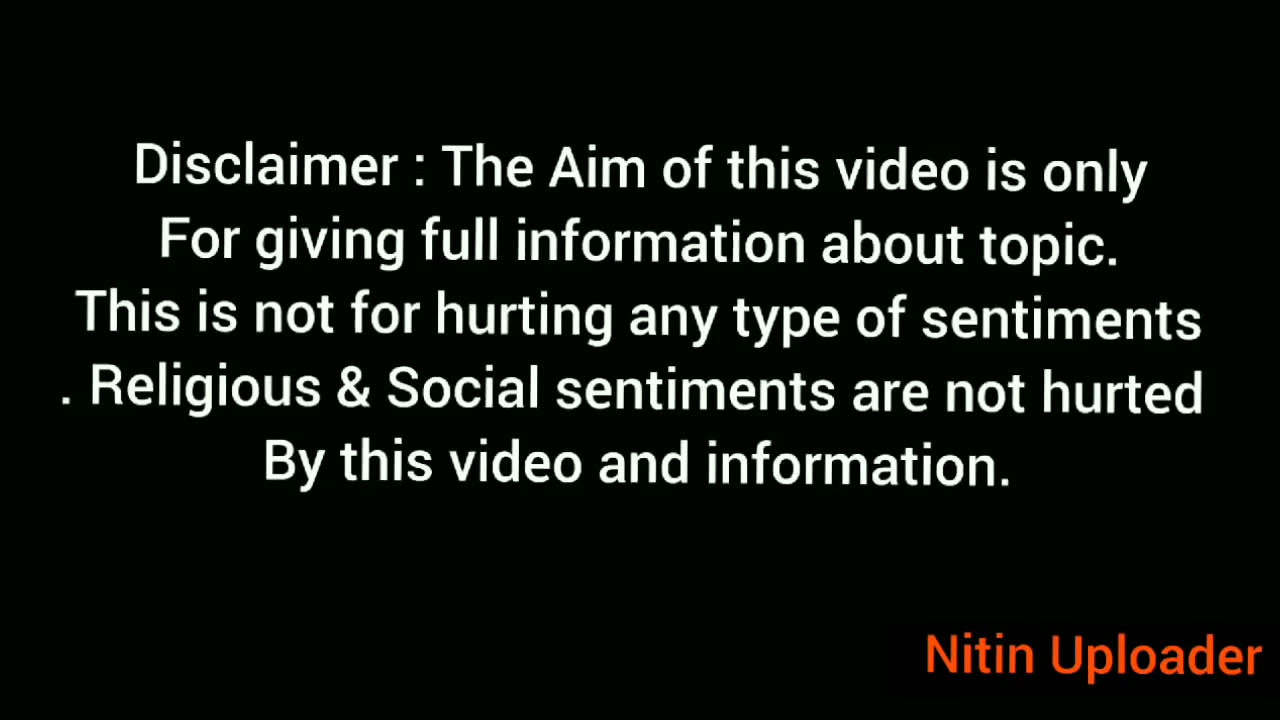 Disclaimer : The Aim of this video is only
For giving full information about topic.
This is not for hurting any type of sentiments
. Religious & Social sentiments are not hurted
By this video and information.
Nitin Uploader